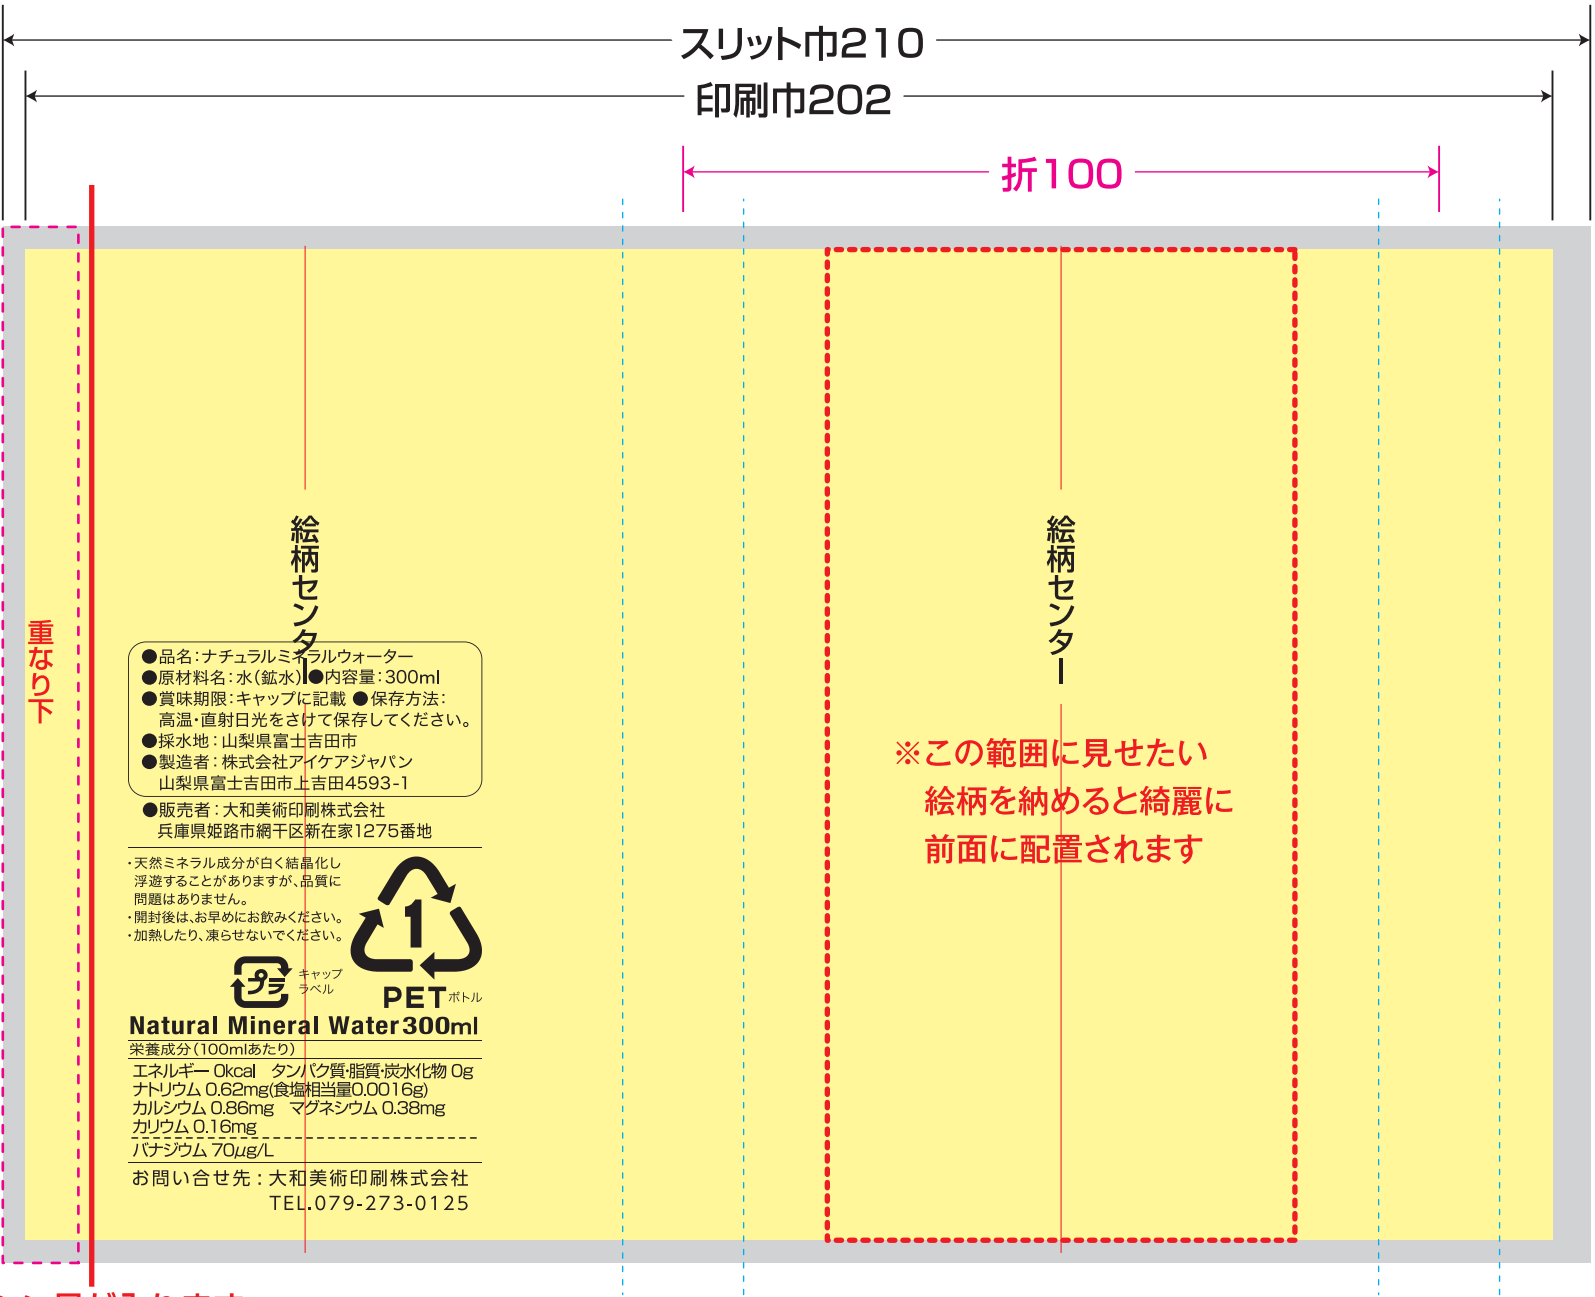 スリット巾210
印刷巾202
折100
重なり下
絵柄センター
●品名：ナチュラルミネラルウォーター
●原材料名：水(鉱水) ●内容量：300ml
●賞味期限：キャップに記載 ●保存方法：
高温・直射日光をさけて保存してください。
●採水地：山梨県富士吉田市
●製造者：株式会社アイケアジャパン
山梨県富士吉田市上吉田4593-1
●販売者：大和美術印刷株式会社
兵庫県姫路市網干区新在家1275番地
・天然ミネラル成分が白く結晶化し
浮遊することがありますが、品質に
問題はありません。
・開封後は、お早めにお飲みください。
・加熱したり、凍らせないでください。
1
PET ボトル
プラ
キャップ
ラベル
Natural Mineral Water 300ml
栄養成分(100mlあたり)
エネルギー 0kcal　タンパク質・脂質・炭水化物 0g
ナトリウム 0.62mg(食塩相当量0.0016g)
カルシウム 0.86mg　マグネシウム 0.38mg
カリウム 0.16mg
バナジウム 70μg/L
お問い合せ先：大和美術印刷株式会社
TEL.079-273-0125
絵柄センター
※この範囲に見せたい
絵柄を納めると綺麗に
前面に配置されます